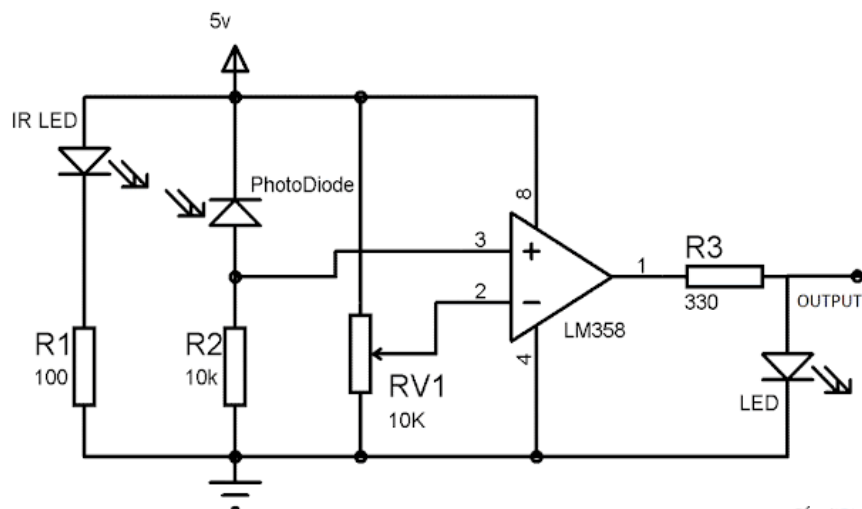 5v
IR LED
PhotoDiode
8
3
2
1
4
LM358
R3
330
OUTPUT
R1
100
R2
10k
RV1
10K
LED